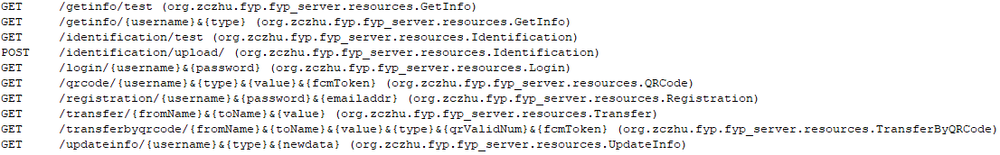 GET /getinfo/test (org.zczhu.fyp.fyp_server.resources.GetInfo)
GET /getinfo/{username}&{type} (org.zczhu.fyp.fyp_server.resources.GetInfo)
GET /identification/test (org.zczhu.fyp.fyp_server.resources.Identification)
POST /identification/upload/ (org.zczhu.fyp.fyp_server.resources.Identification)
GET /login/{username}&{password} (org.zczhu.fyp.fyp_server.resources.Login)
GET /qrcode/{username}&{type}&{value}&{fcmToken} (org.zczhu.fyp.fyp_server.resources.QRCode)
GET /registration/{username}&{password}&{emailaddr} (org.zczhu.fyp.fyp_server.resources.Registration)
GET /transfer/{fromName}&{toName}&{value} (org.zczhu.fyp.fyp_server.resources.Transfer)
GET /transferbyqrcode/{fromName}&{toName}&{value}&{type}&{qrValidNum}&{fcmToken} (org.zczhu.fyp.fyp_server.resources.TransferByQRCode)
GET /updateinfo/{username}&{type}&{newdata} (org.zczhu.fyp.fyp_server.resources.UpdateInfo)